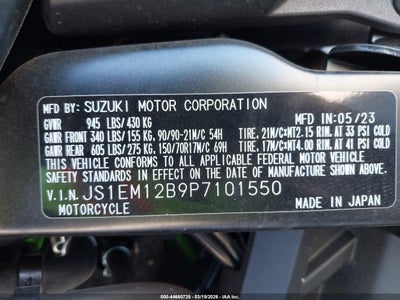 MFD BY: SUZUKI MOTOR CORPORATION MFD IN: 05/23
GVWR 945 LBS/ 430 KG
GAWR FRONT 340 LBS/ 155 KG, 90/90-21M/C 54H TIRE, 21M/C×MT2.15 RIM AT 33 PSI COLD
GAWR REAR 605 LBS/ 275 KG, 150/70R17M/C 69H TIRE, 17M/C×MT4.00 RIM AT 41 PSI COLD
THIS VEHICLE CONFORMS TO ALL APPLICABLE FEDERAL MOTOR VEHICLE
SAFETY STANDARDS IN EFFECT ON THE DATE OF MANUFACTURE SHOWN ABOVE.
V.I.N. JS1EM12B9P7101550
MOTORCYCLE MADE IN JAPAN
Stock No: 44660728 - 03/19/2026 - IAA Inc.